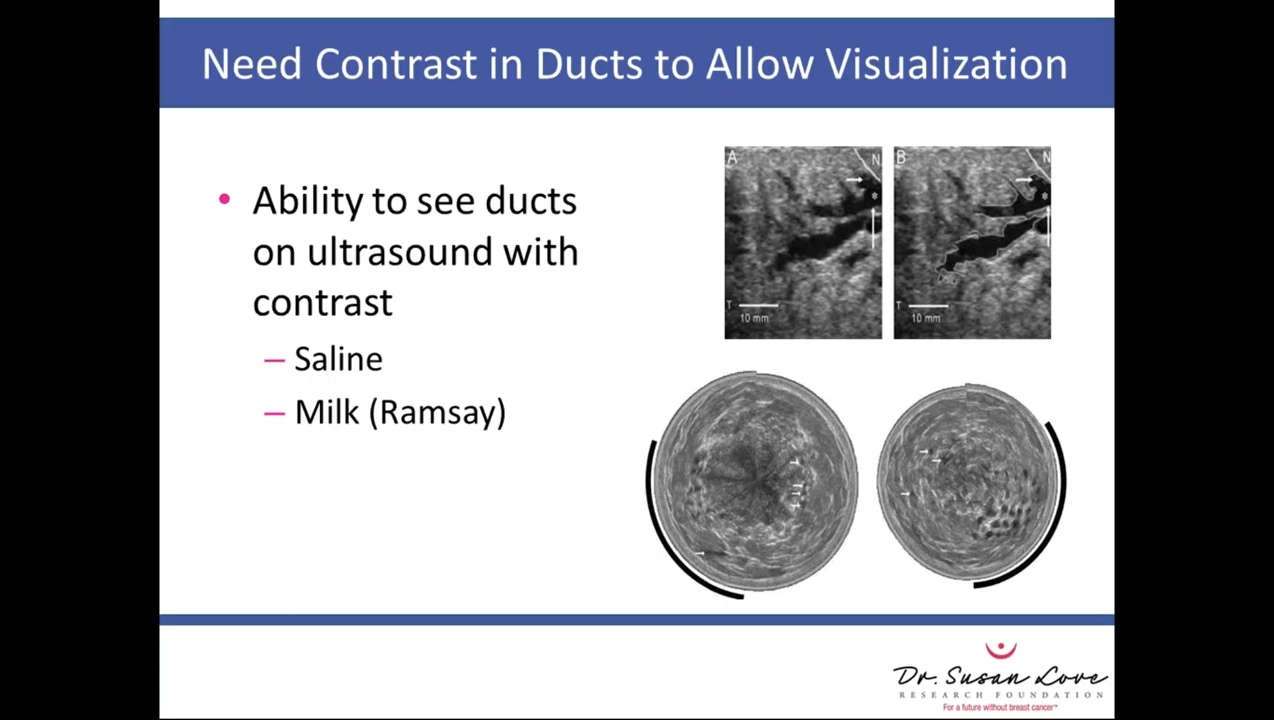 Need Contrast in Ducts to Allow Visualization
• Ability to see ducts
on ultrasound with
contrast
– Saline
– Milk (Ramsay)
A
N
*
T
10 mm
B
N
*
T
10 mm
Dr. Susan Love
RESEARCH FOUNDATION
For a future without breast cancer™